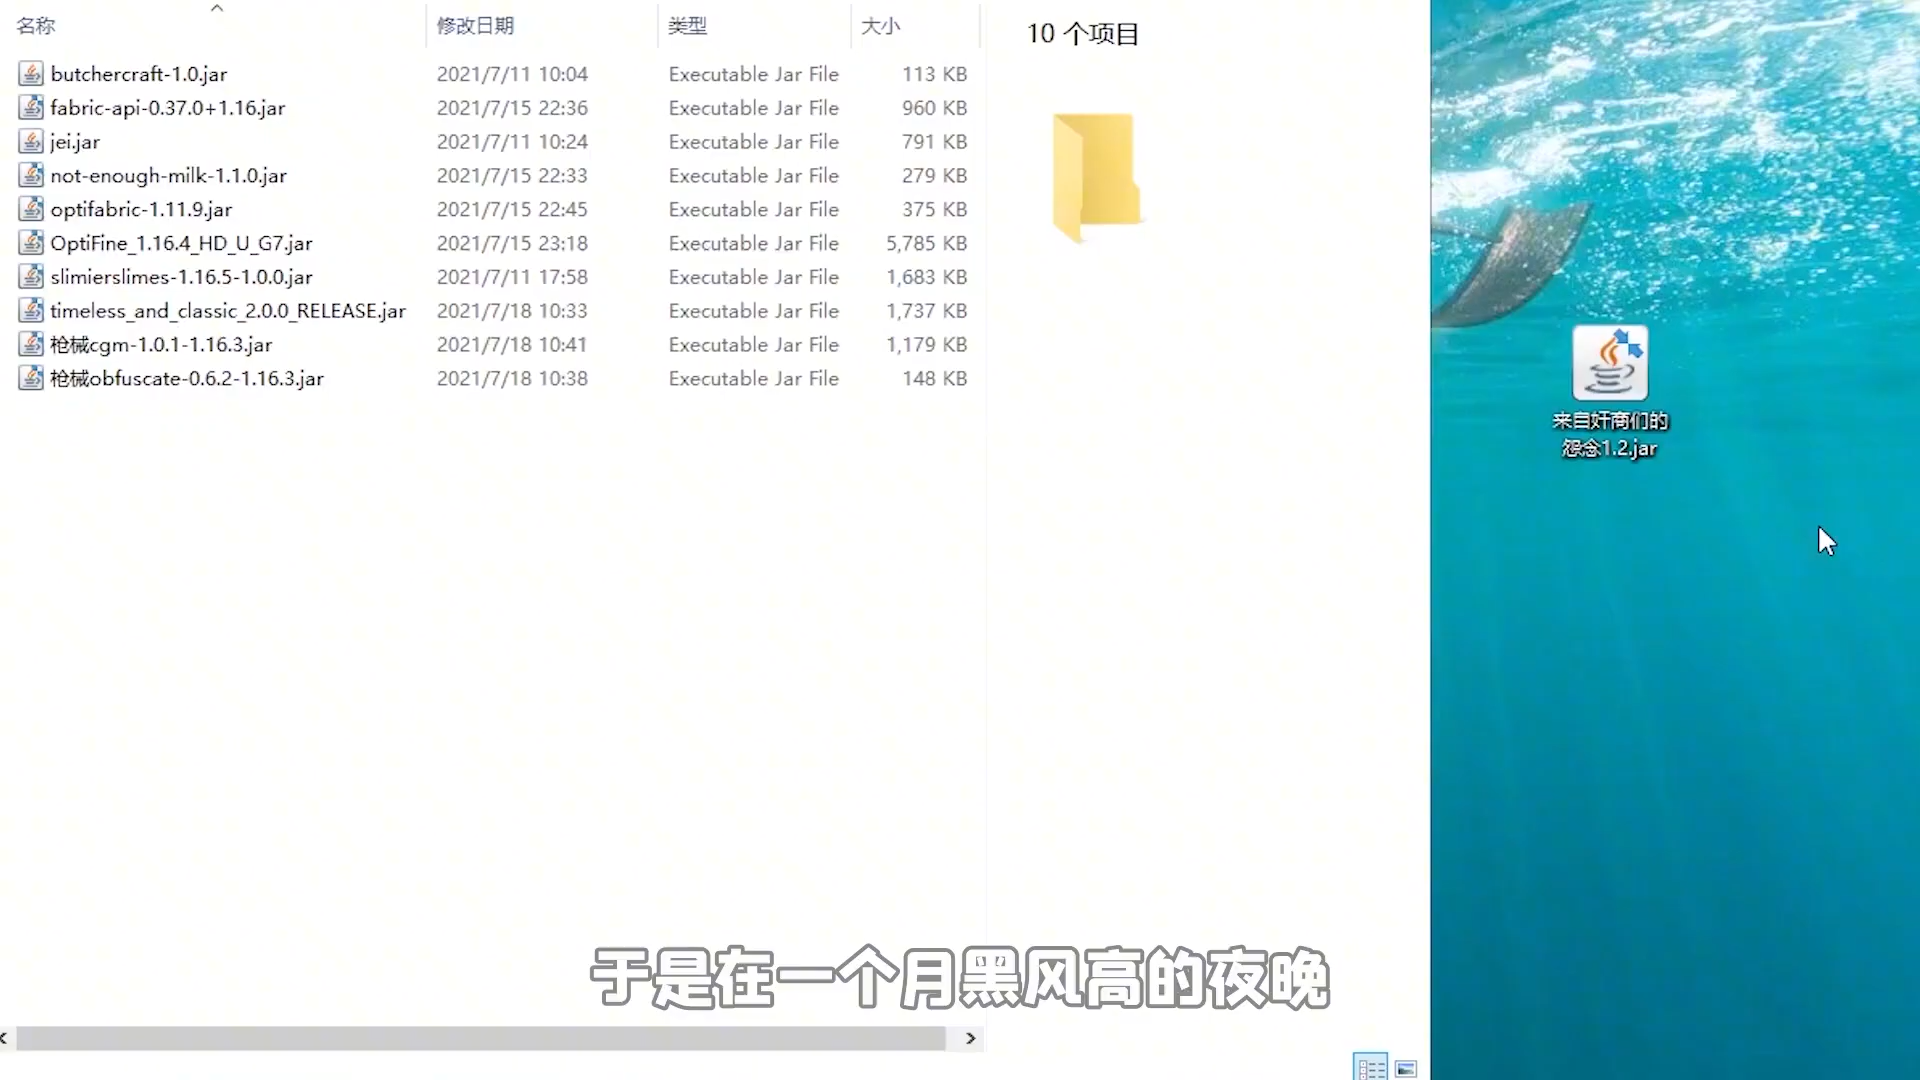 名称 修改日期 类型 大小
butchercraft-1.0.jar 2021/7/11 10:04 Executable Jar File 113 KB
fabric-api-0.37.0+1.16.jar 2021/7/15 22:36 Executable Jar File 960 KB
jei.jar 2021/7/11 10:24 Executable Jar File 791 KB
not-enough-milk-1.1.0.jar 2021/7/15 22:33 Executable Jar File 279 KB
optifabric-1.11.9.jar 2021/7/15 22:45 Executable Jar File 375 KB
OptiFine_1.16.4_HD_U_G7.jar 2021/7/15 23:18 Executable Jar File 5,785 KB
slimierslimes-1.16.5-1.0.0.jar 2021/7/11 17:58 Executable Jar File 1,683 KB
timeless_and_classic_2.0.0_RELEASE.jar 2021/7/18 10:33 Executable Jar File 1,737 KB
枪械cgm-1.0.1-1.16.3.jar 2021/7/18 10:41 Executable Jar File 1,179 KB
枪械obfuscate-0.6.2-1.16.3.jar 2021/7/18 10:38 Executable Jar File 148 KB
10 个项目
来自奸商们的
怨念1.2.jar
于是在一个月黑风高的夜晚